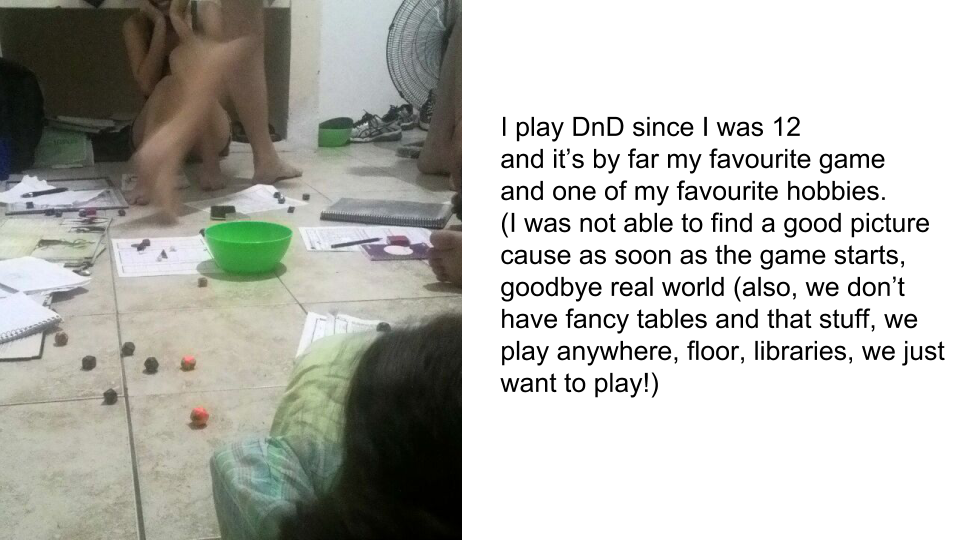 I play DnD since I was 12
and it’s by far my favourite game
and one of my favourite hobbies.
(I was not able to find a good picture
cause as soon as the game starts,
goodbye real world (also, we don’t
have fancy tables and that stuff, we
play anywhere, floor, libraries, we just
want to play!)